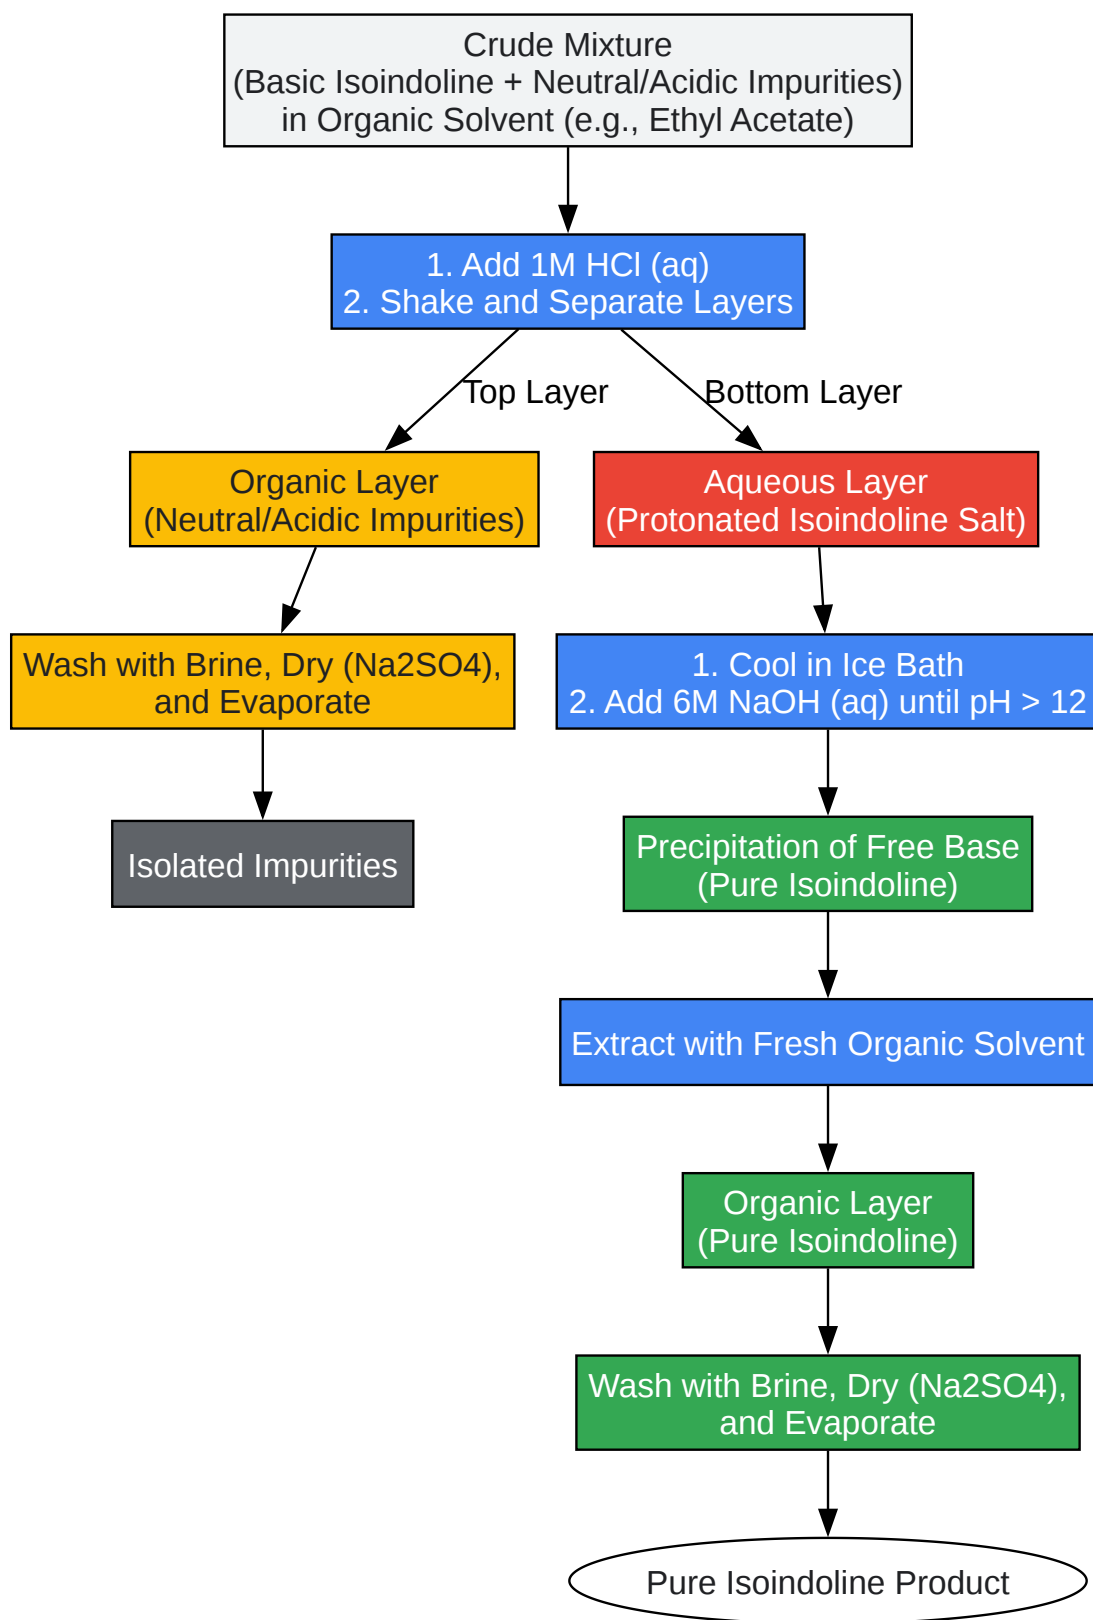 Crude Mixture
(Basic Isoindoline + Neutral/Acidic Impurities)
in Organic Solvent (e.g., Ethyl Acetate)
1. Add 1M HCl (aq)
2. Shake and Separate Layers
Top Layer
Bottom Layer
Organic Layer
(Neutral/Acidic Impurities)
Aqueous Layer
(Protonated Isoindoline Salt)
Wash with Brine, Dry (Na2SO4),
and Evaporate
1. Cool in Ice Bath
2. Add 6M NaOH (aq) until pH > 12
Isolated Impurities
Precipitation of Free Base
(Pure Isoindoline)
Extract with Fresh Organic Solvent
Organic Layer
(Pure Isoindoline)
Wash with Brine, Dry (Na2SO4),
and Evaporate
Pure Isoindoline Product